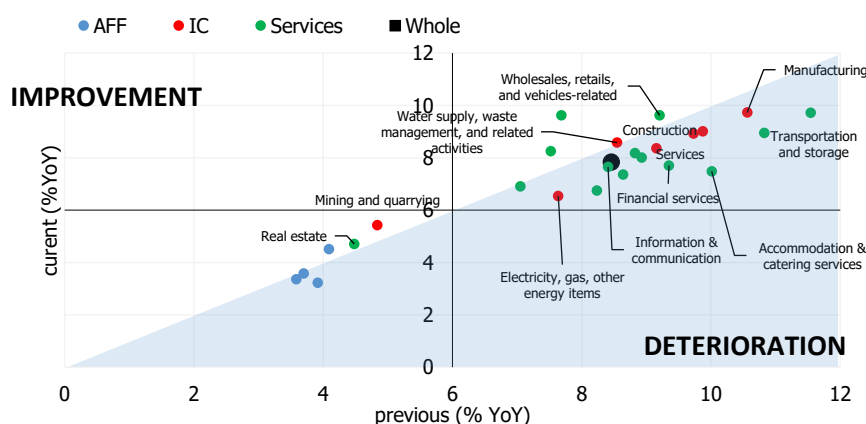 AFF IC Services Whole
IMPROVEMENT
DETERIORATION
12
10
8
6
4
2
0
Wholesales, retails,
and vehicles-related
Manufacturing
Water supply, waste
management, and related
activities
Construction
Services
Transportation
and storage
Financial services
Mining and quarrying
Real estate
Electricity, gas, other
energy items
Information &
communication
Accommodation &
catering services
curent (%YoY)
0 2 4 6 8 10 12
previous (% YoY)